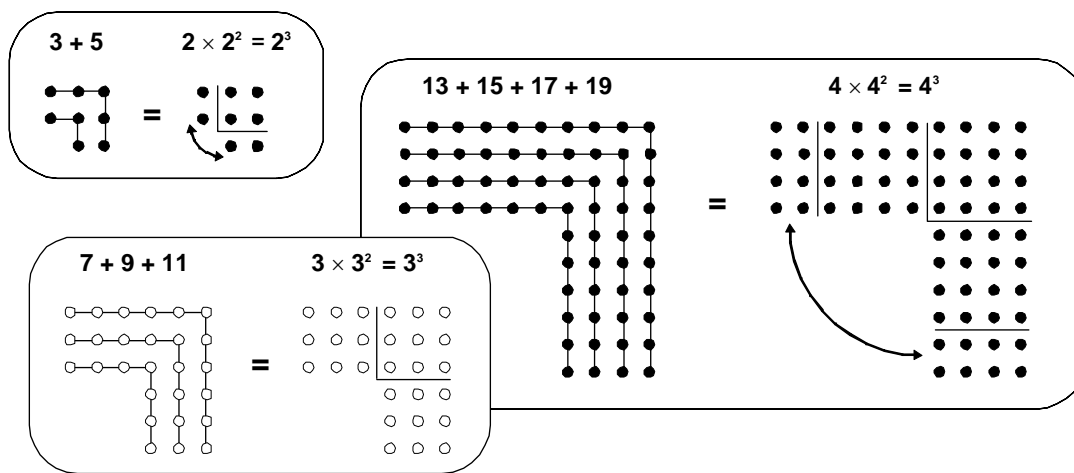 3 + 5
2 × 2² = 2³
=
13 + 15 + 17 + 19
4 × 4² = 4³
=
7 + 9 + 11
3 × 3² = 3³
=